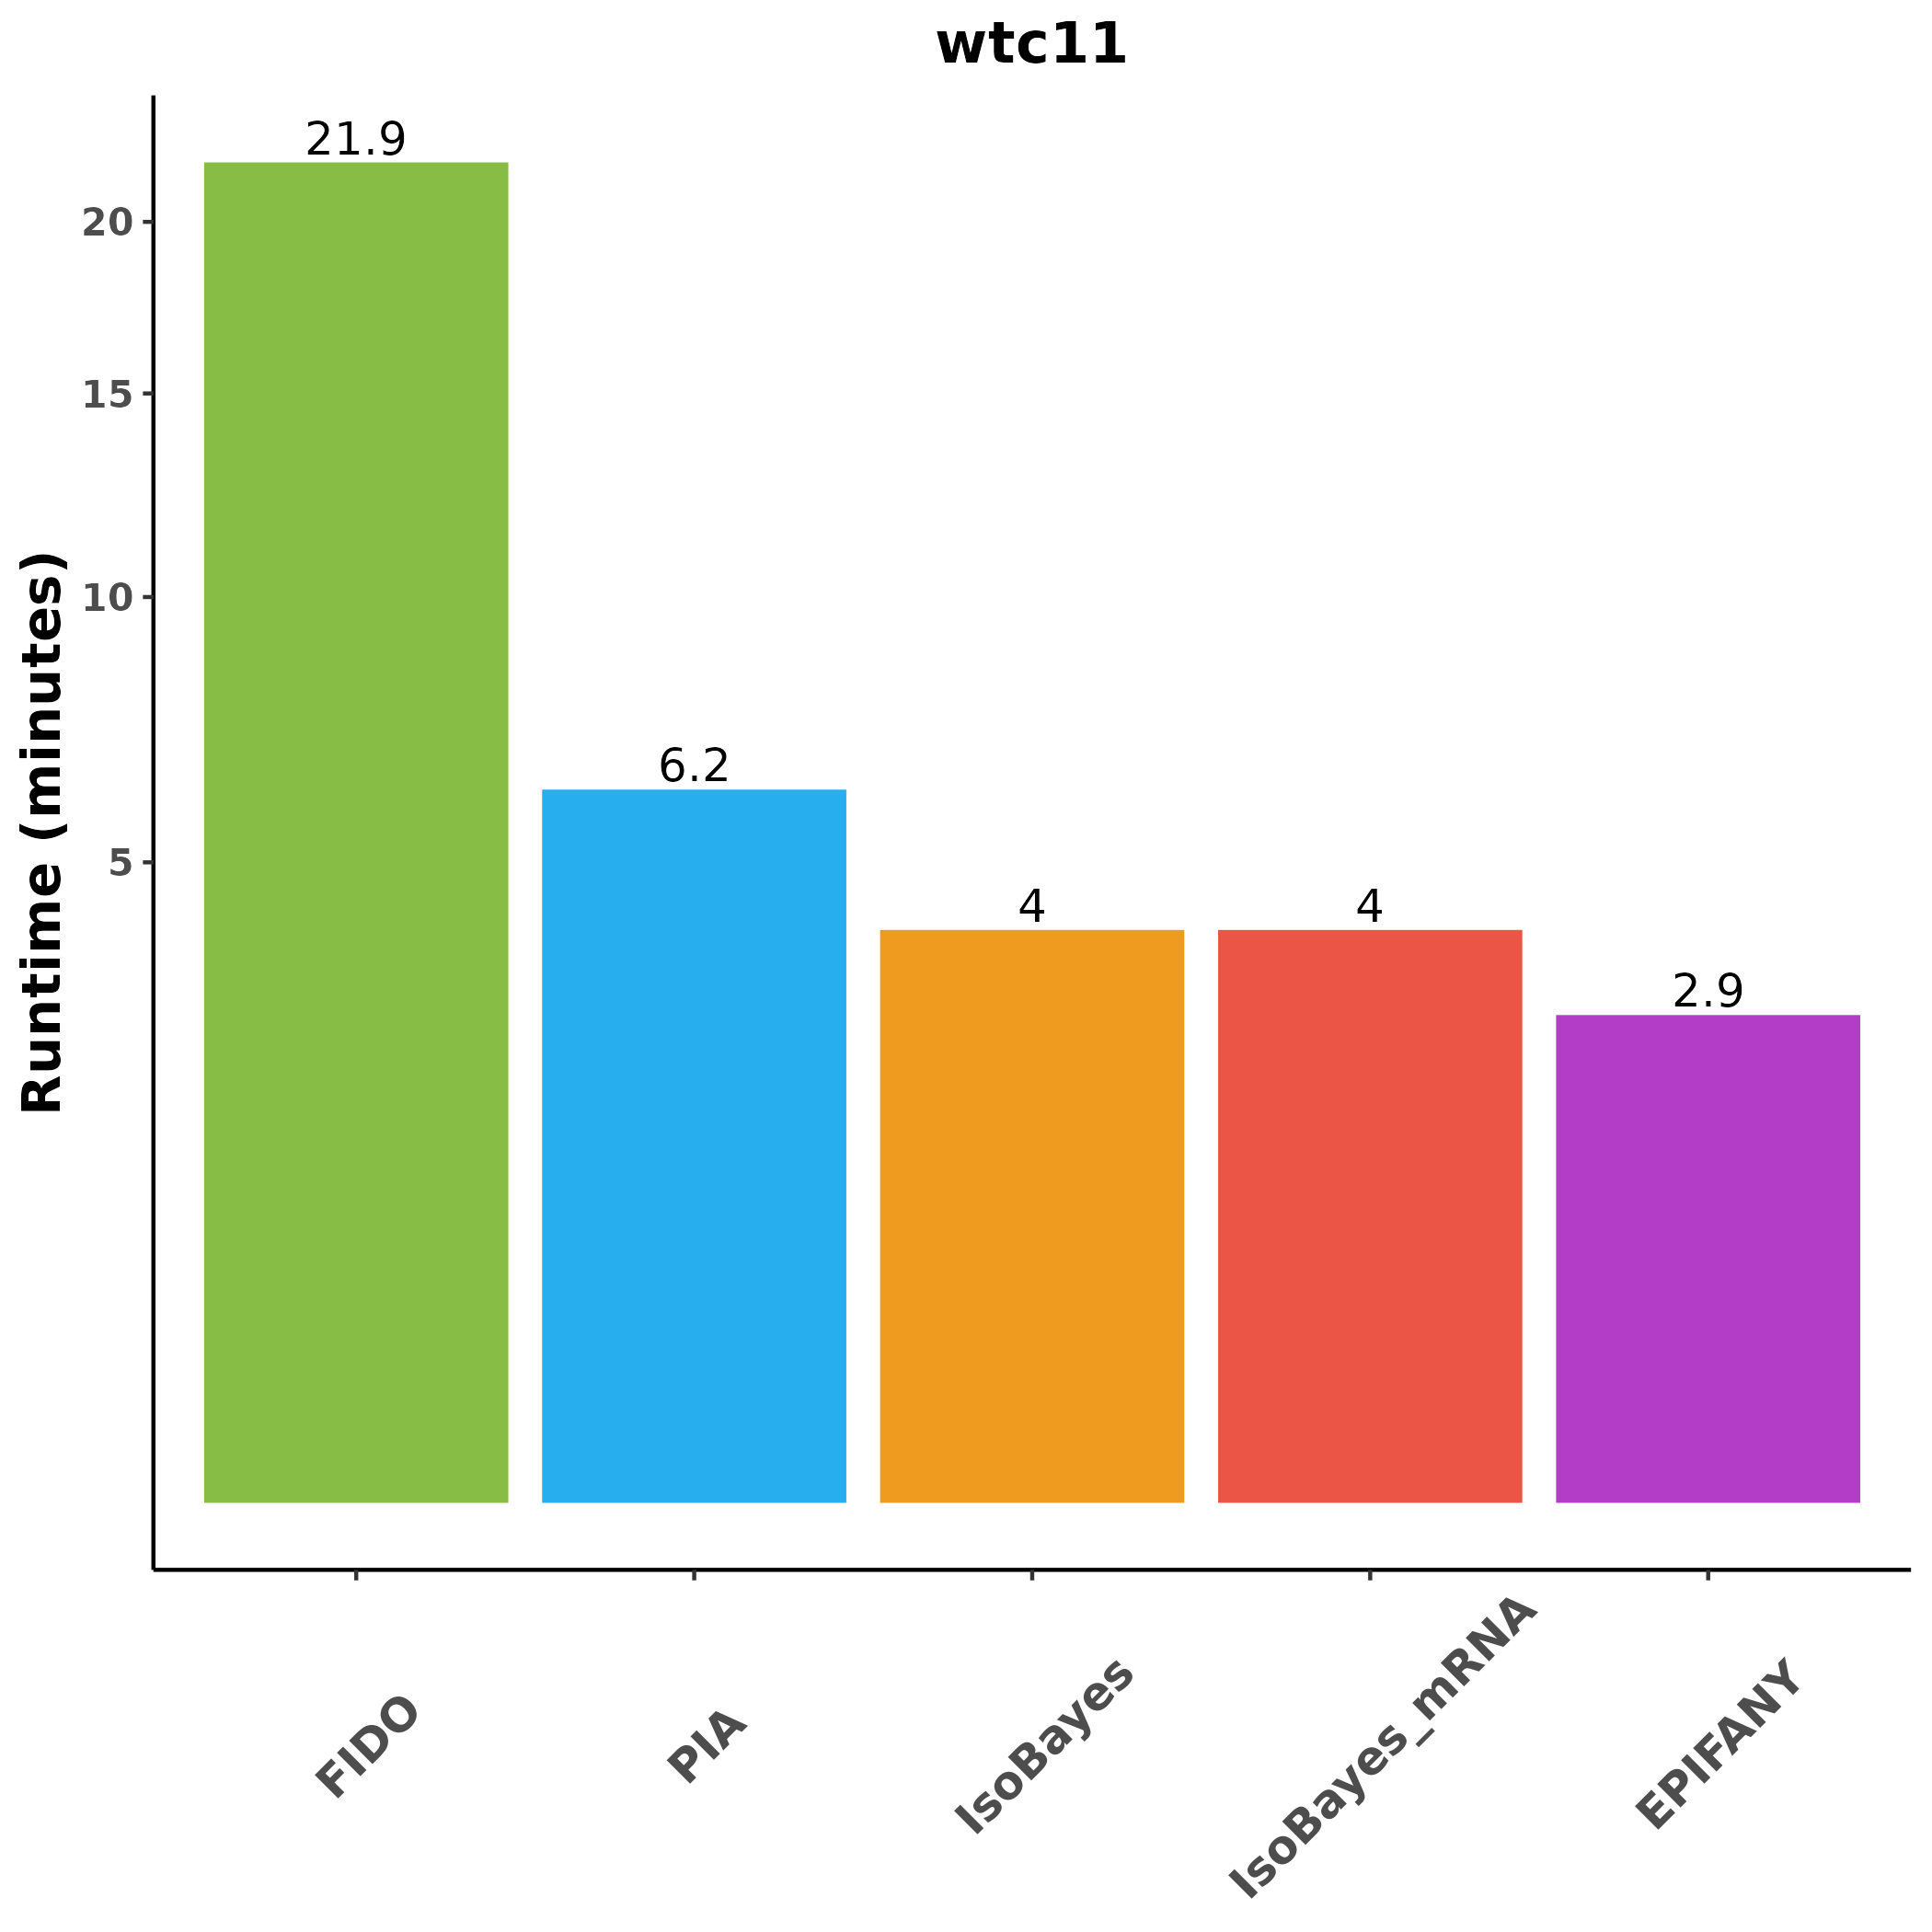 wtc11
Runtime (minutes)
20
15
10
5
21.9
6.2
4
4
2.9
FIDO
PIA
IsoBayes
IsoBayes_mRNA
EPIFANY